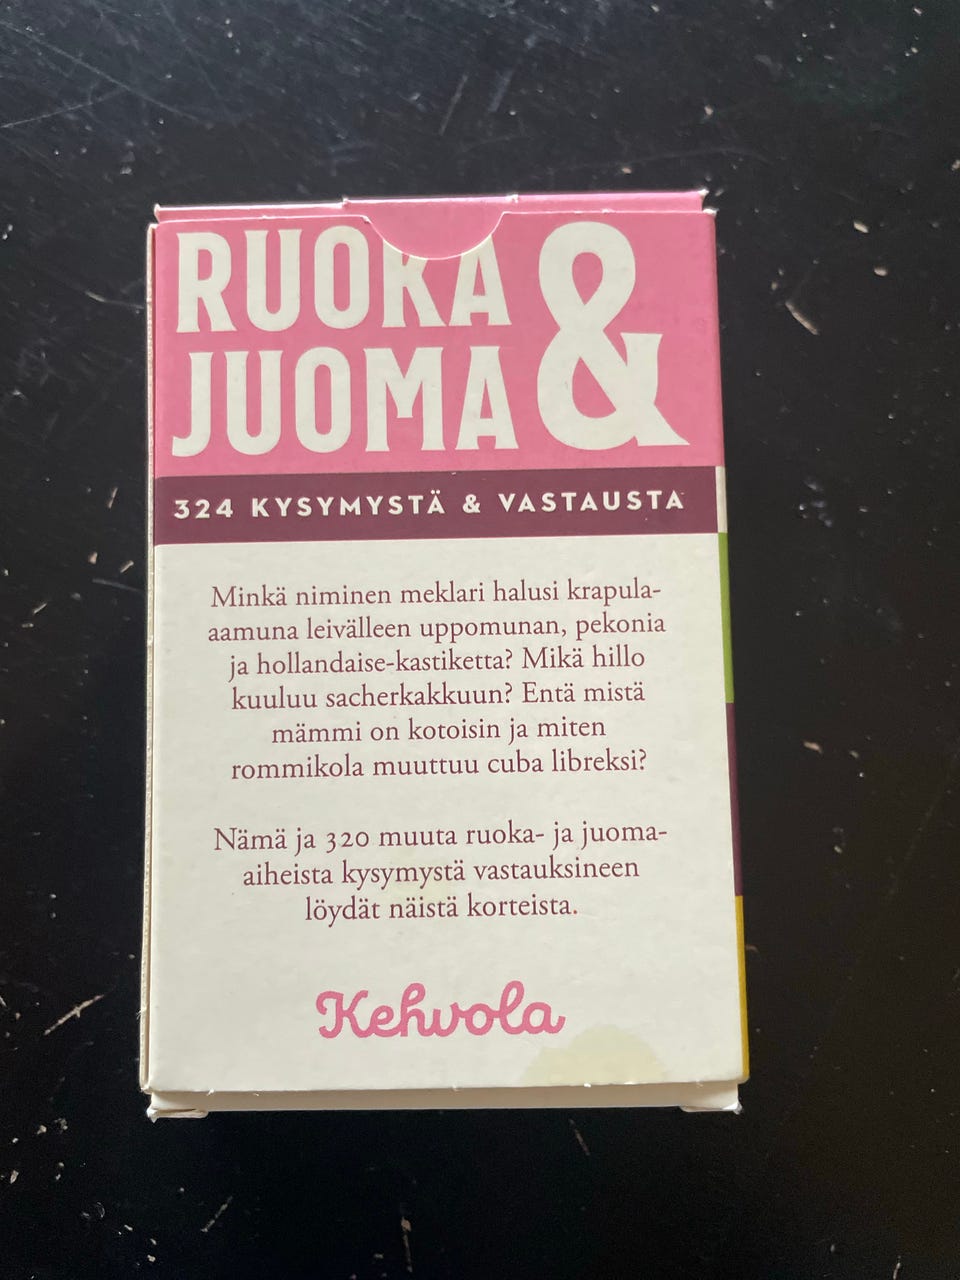 RUOKA &
JUOMA
324 KYSYMYSTÄ & VASTAUSTA
Minkä niminen meklari halusi krapula-
aamuna leivälleen uppomunan, pekonia
ja hollandaise-kastiketta? Mikä hillo
kuuluu sacherkakkuun? Entä mistä
mämmi on kotoisin ja miten
rommikola muuttuu cuba libreksi?
Nämä ja 320 muuta ruoka- ja juoma-
aiheista kysymystä vastauksineen
löydät näistä korteista.
Kehvola